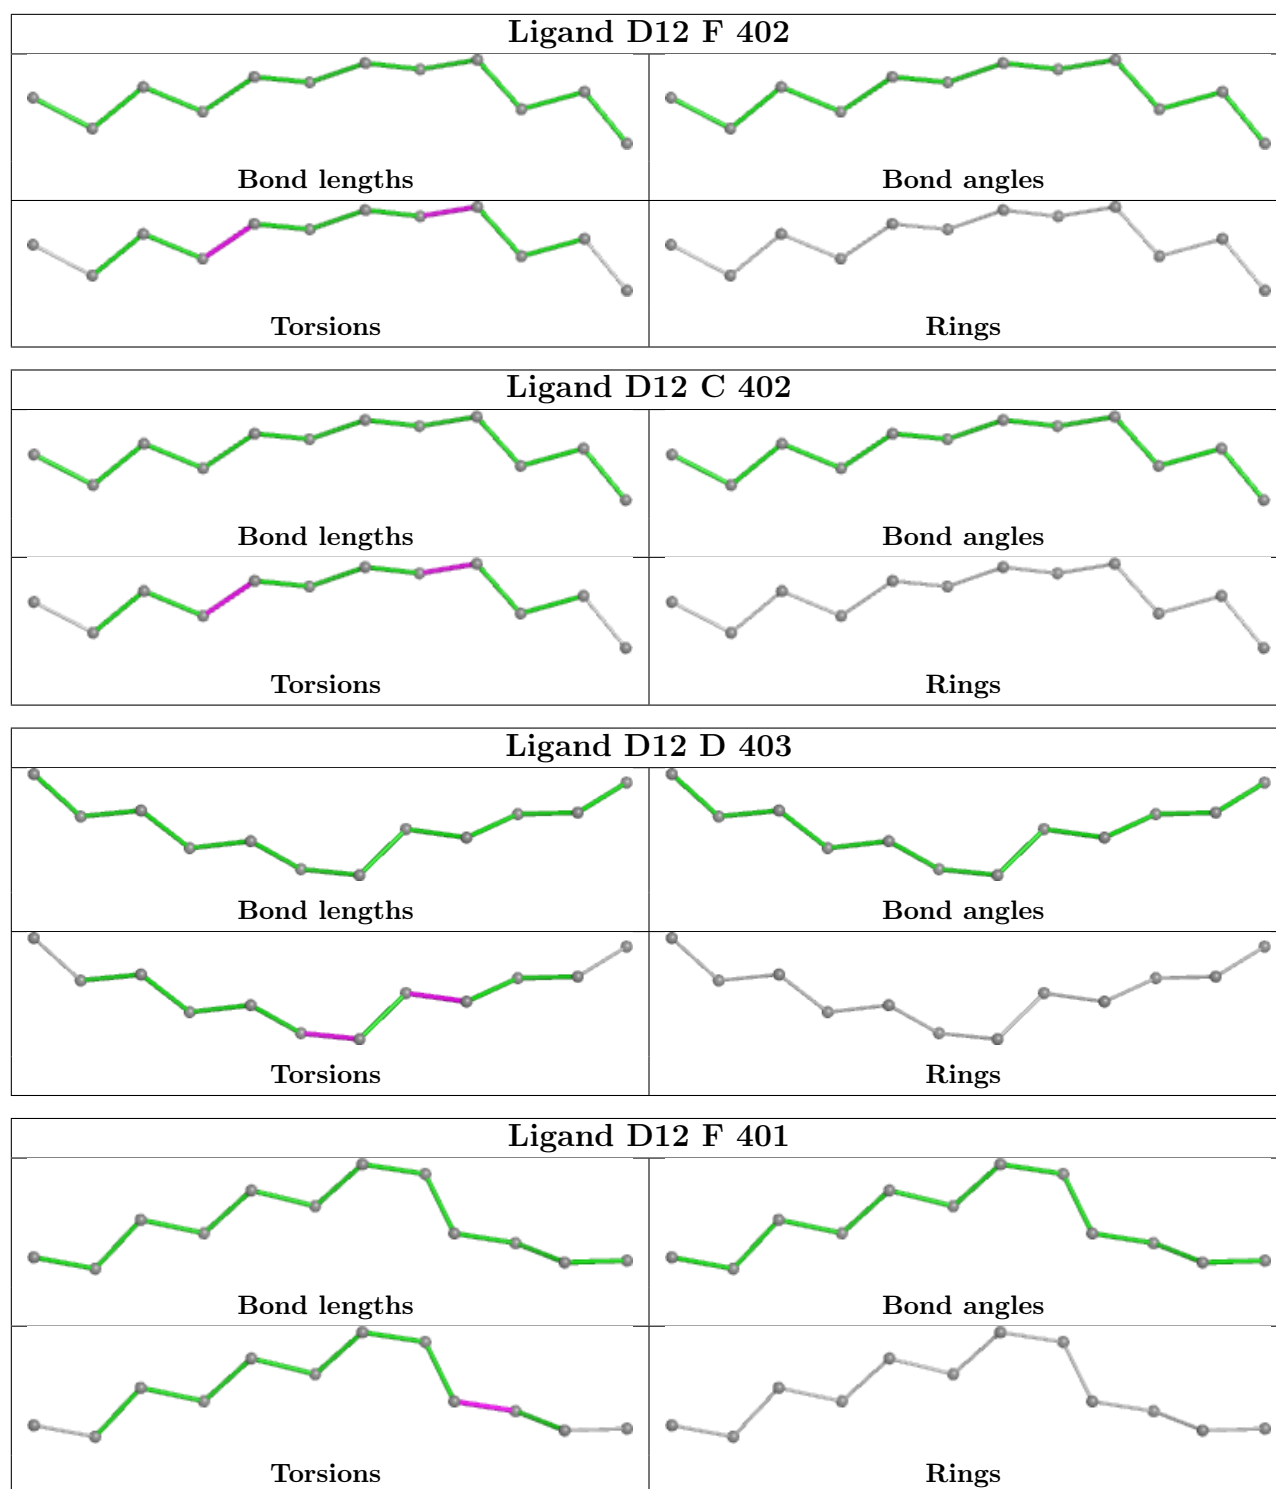 Ligand D12 F 402
Bond lengths
Bond angles
Torsions
Rings
Ligand D12 C 402
Bond lengths
Bond angles
Torsions
Rings
Ligand D12 D 403
Bond lengths
Bond angles
Torsions
Rings
Ligand D12 F 401
Bond lengths
Bond angles
Torsions
Rings